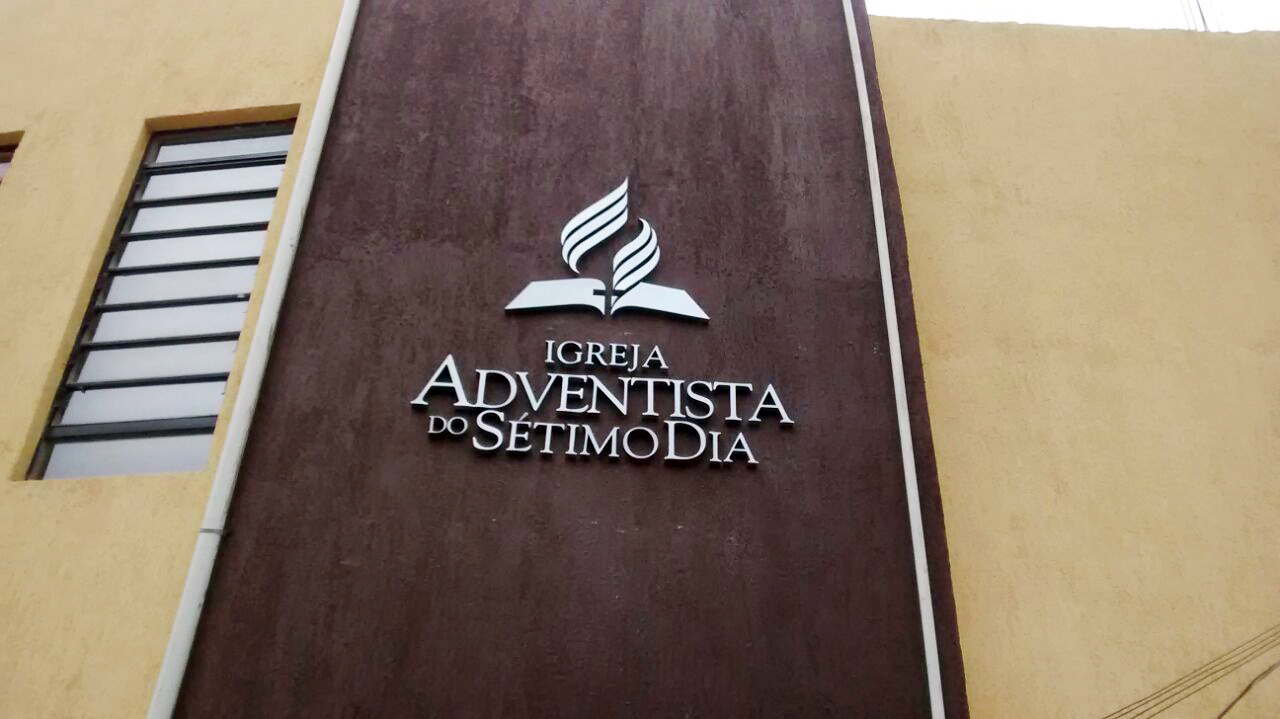 IGREJA
ADVENTISTA
DO SÉTIMO DIA